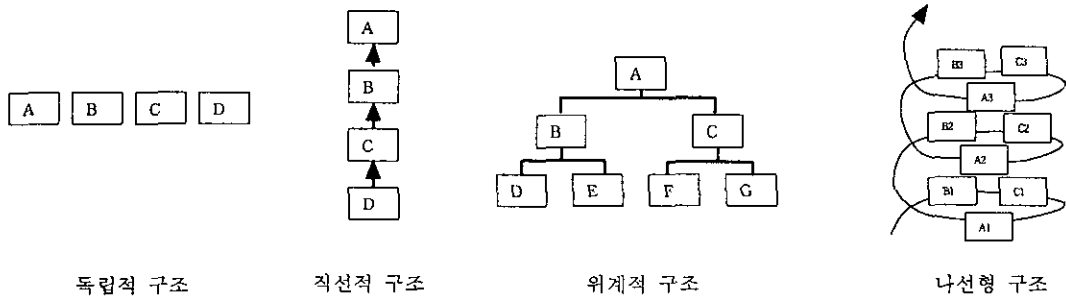 A B C D
독립적 구조
A
B
C
D
직선적 구조
A
B C
D E F G
위계적 구조
B3 C3
A3
B2 C2
A2
B1 C1
A1
나선형 구조